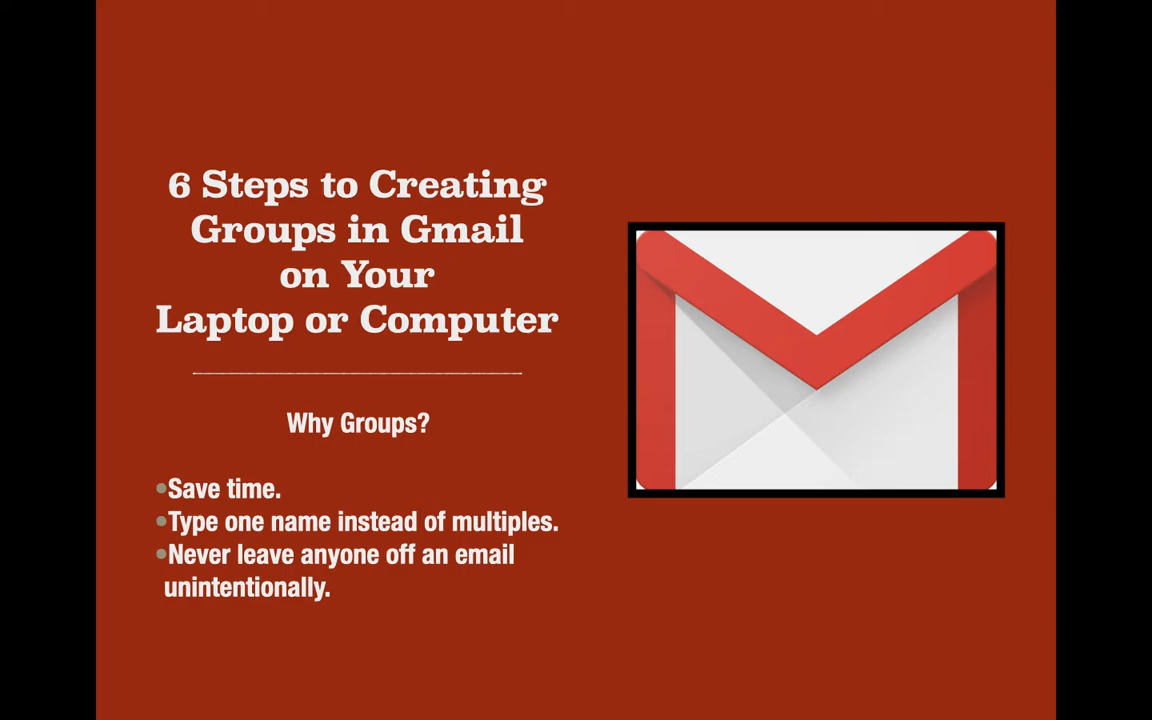 6 Steps to Creating
Groups in Gmail
on Your
Laptop or Computer
Why Groups?
•Save time.
•Type one name instead of multiples.
•Never leave anyone off an email
unintentionally.